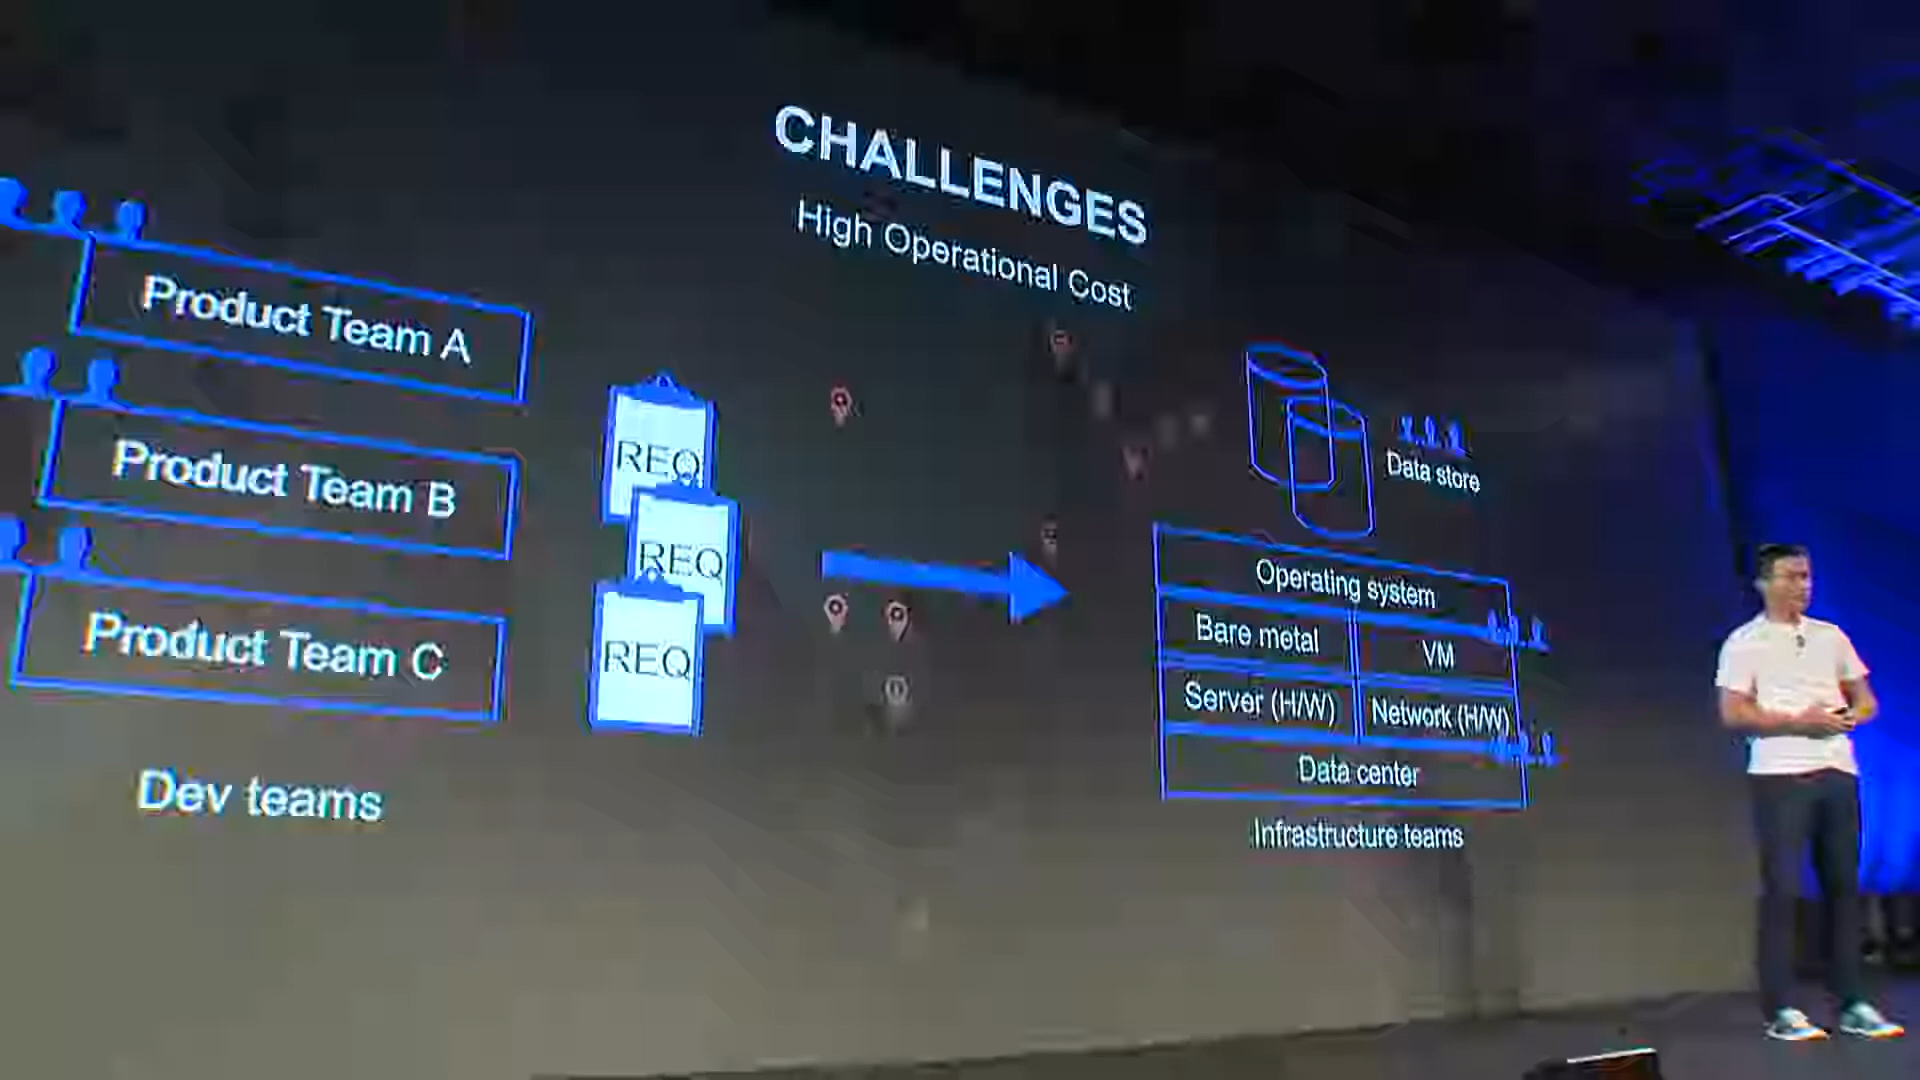 CHALLENGES
High Operational Cost
Product Team A
Product Team B
Product Team C
Dev teams
REQ
REQ
REQ
Data store
Operating system
Bare metal
VM
Server (H/W)
Network (H/W)
Data center
Infrastructure teams